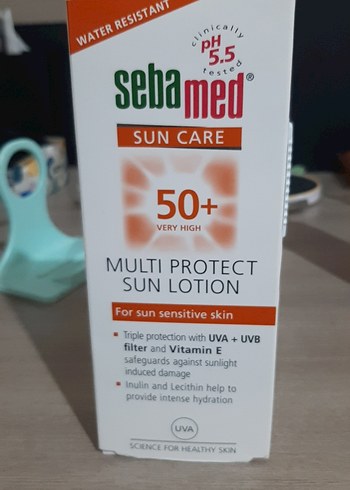 WATER RESISTANT
clinically
pH
5.5
tested
sebamed®
SUN CARE
50+
VERY HIGH
MULTI PROTECT
SUN LOTION
For sun sensitive skin
▪ Triple protection with UVA + UVB
filter and Vitamin E
safeguards against sunlight
induced damage
▪ Inulin and Lecithin help to
provide intense hydration
UVA
SCIENCE FOR HEALTHY SKIN